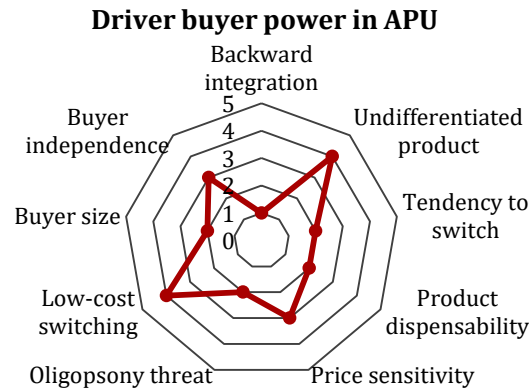 Driver buyer power in APU
Backward
integration
Buyer
independence
Undifferentiated
product
5
4
3
2
1
0
Buyer size
Tendency to
switch
Low-cost
switching
Product
dispensability
Oligopsony threat
Price sensitivity